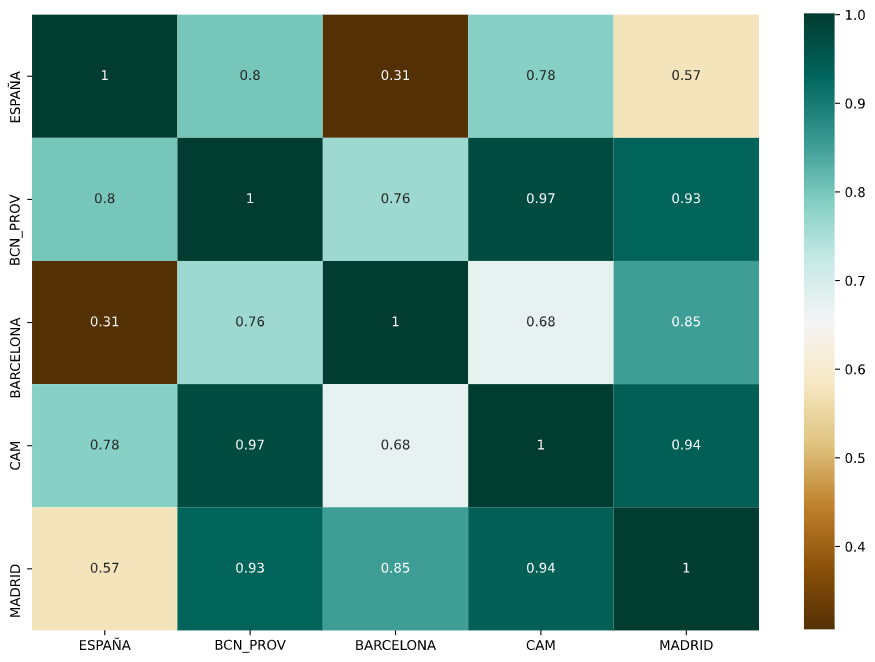 ESPAÑA 1 0.8 0.31 0.78 0.57
BCN_PROV 0.8 1 0.76 0.97 0.93
BARCELONA 0.31 0.76 1 0.68 0.85
CAM 0.78 0.97 0.68 1 0.94
MADRID 0.57 0.93 0.85 0.94 1
ESPAÑA BCN_PROV BARCELONA CAM MADRID
1.0
0.9
0.8
0.7
0.6
0.5
0.4